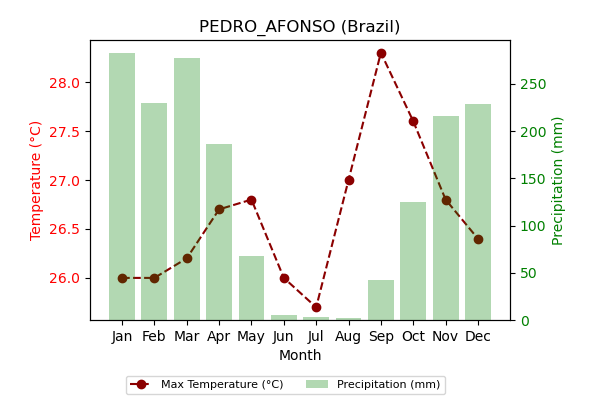 PEDRO_AFONSO (Brazil)
Temperature (°C)
28.0
27.5
27.0
26.5
26.0
250
200
150
100
50
0
Precipitation (mm)
Jan Feb Mar Apr May Jun Jul Aug Sep Oct Nov Dec
Month
Max Temperature (°C) Precipitation (mm)